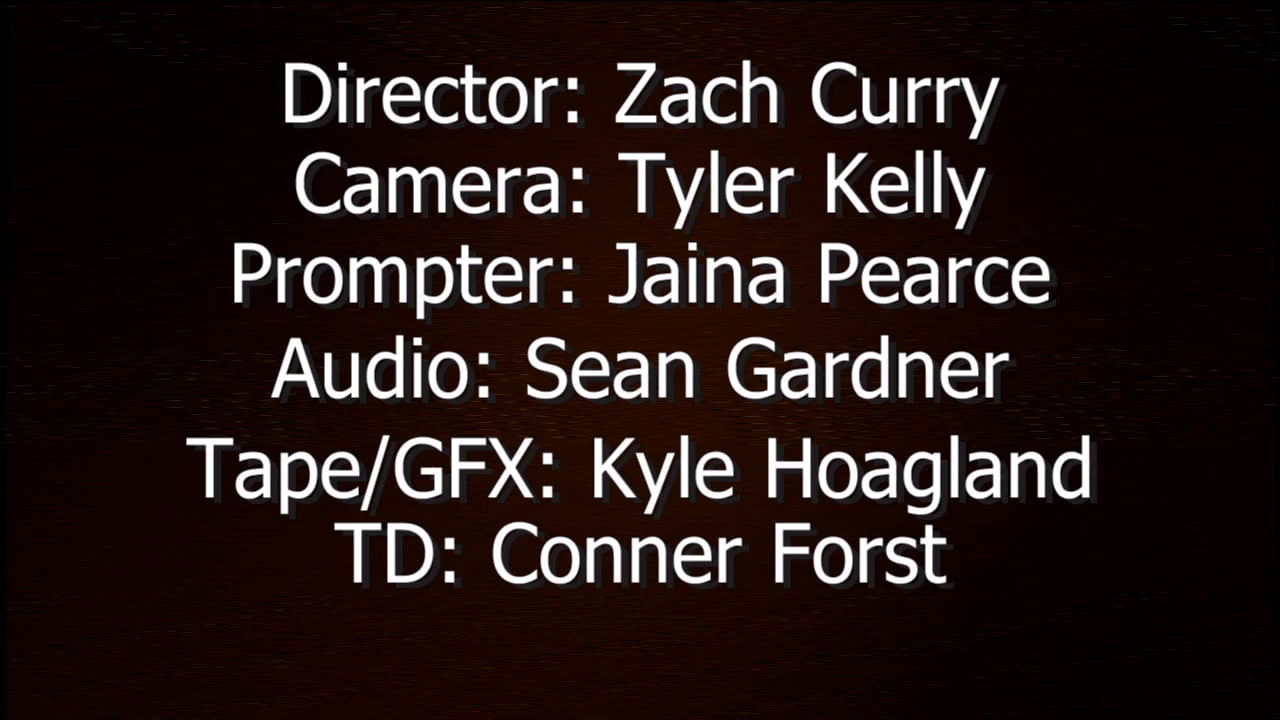 Director: Zach Curry
Camera: Tyler Kelly
Prompter: Jaina Pearce
Audio: Sean Gardner
Tape/GFX: Kyle Hoagland
TD: Conner Forst